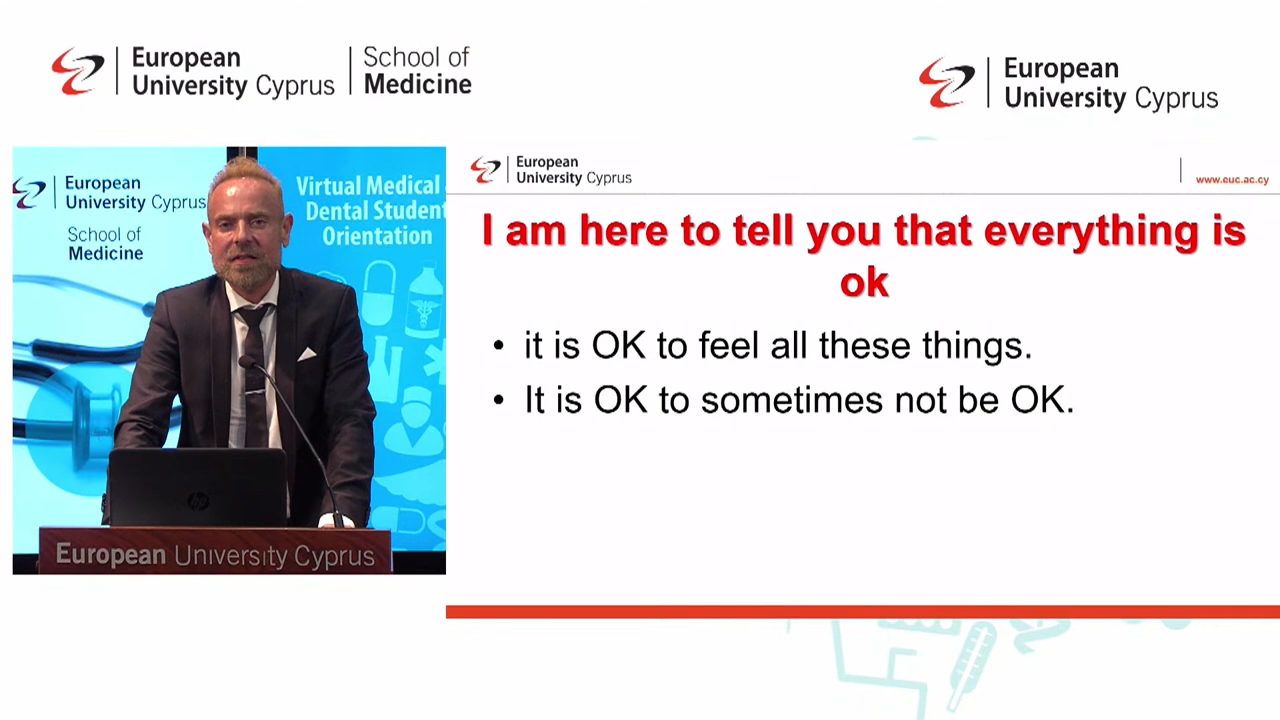 European
University Cyprus
School of
Medicine
European
University Cyprus
European
University Cyprus
School of
Medicine
Virtual Medical
Dental Student
Orientation
hp
European University Cyprus
European
University Cyprus
www.euc.ac.cy
I am here to tell you that everything is
ok
• it is OK to feel all these things.
• It is OK to sometimes not be OK.